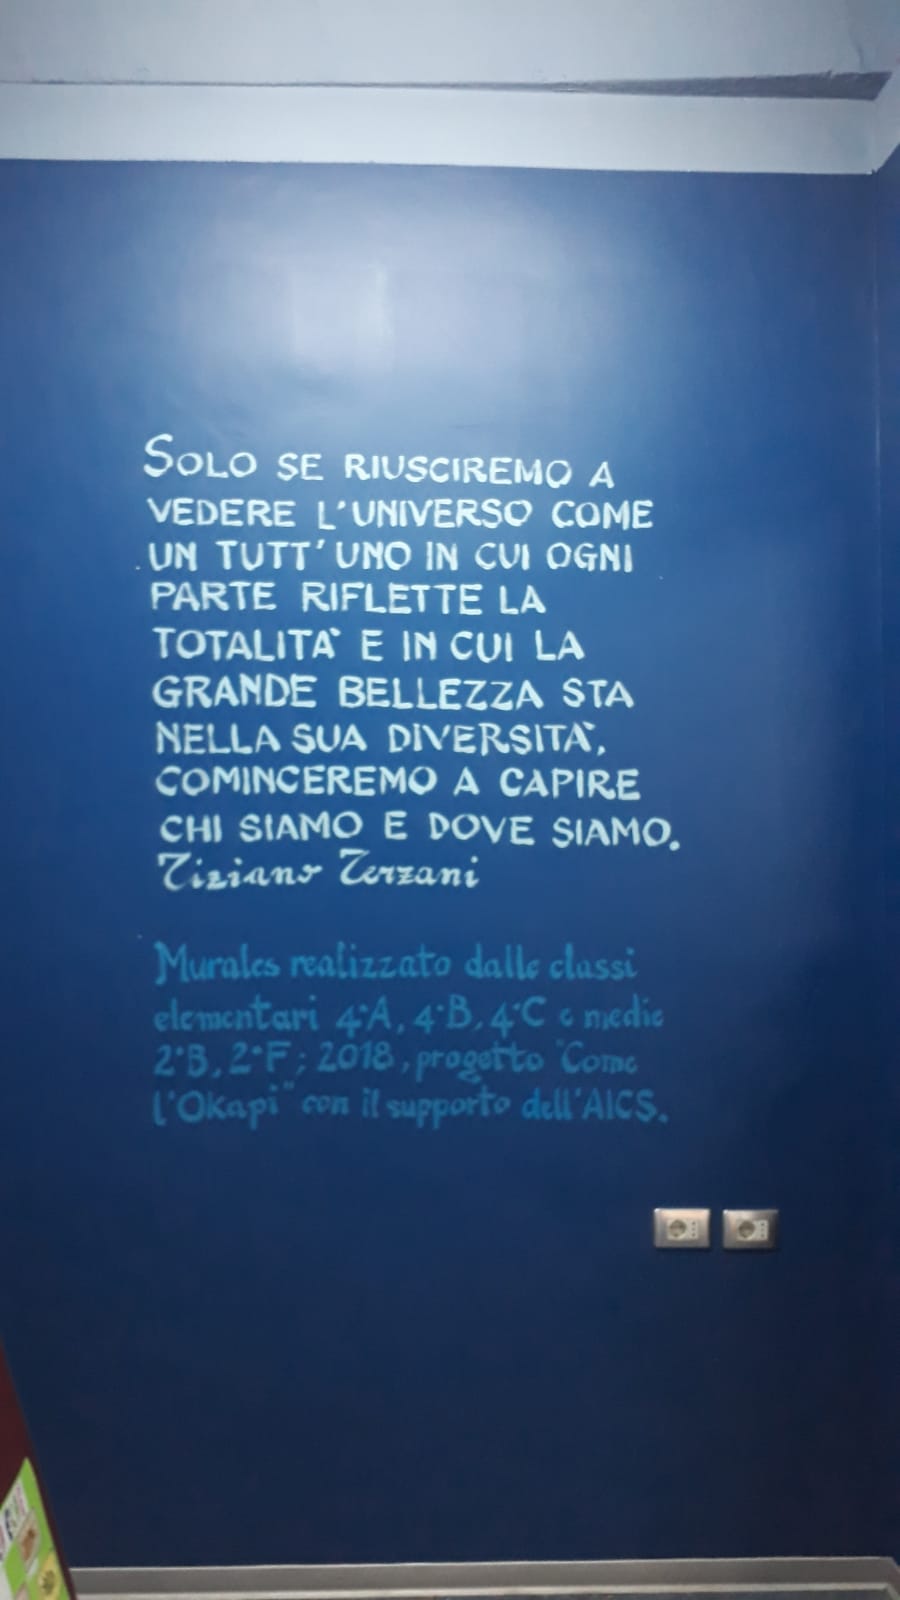 SOLO SE RIUSCIREMO A
VEDERE L'UNIVERSO COME
UN TUTT'UNO IN CUI OGNI
PARTE RIFLETTE LA
TOTALITA' E IN CUI LA
GRANDE BELLEZZA STA
NELLA SUA DIVERSITA',
COMINCEREMO A CAPIRE
CHI SIAMO E DOVE SIAMO.
Tiziano Terzani
Murales realizzato dalle classi
elementari 4°A, 4°B, 4°C e medie
2°B, 2°F; 2018, progetto "Come
l'Okapi" con il supporto dell'AICS.